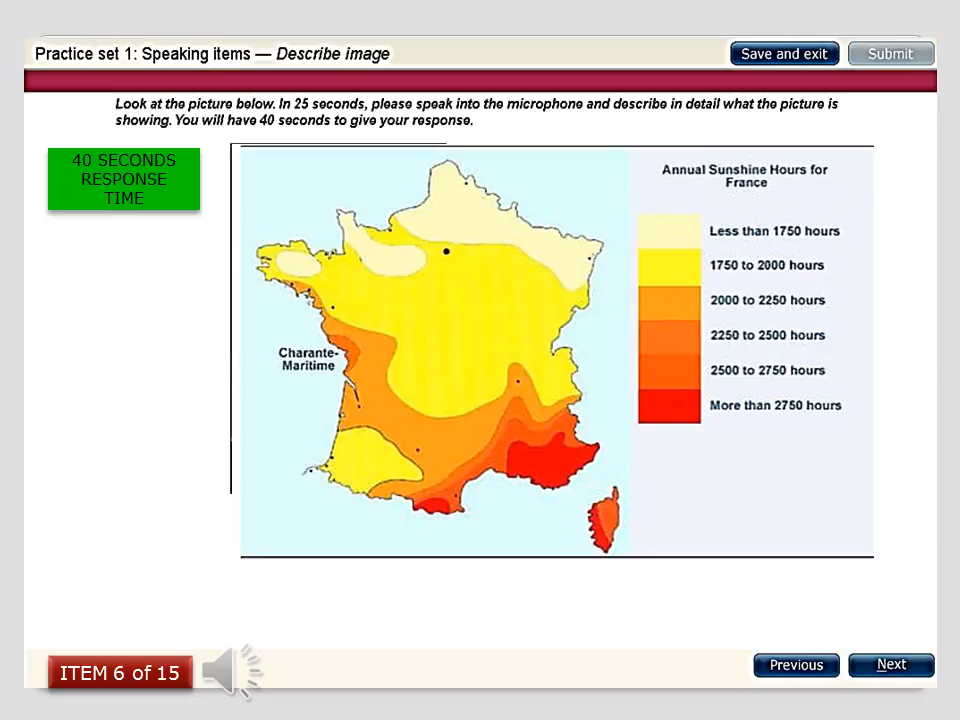 Practice set 1: Speaking items — Describe image
Save and exit
Submit
Look at the picture below. In 25 seconds, please speak into the microphone and describe in detail what the picture is
showing. You will have 40 seconds to give your response.
40 SECONDS
RESPONSE
TIME
Annual Sunshine Hours for
France
Less than 1750 hours
1750 to 2000 hours
2000 to 2250 hours
2250 to 2500 hours
2500 to 2750 hours
More than 2750 hours
Charante-
Maritime
ITEM 6 of 15
Previous
Next